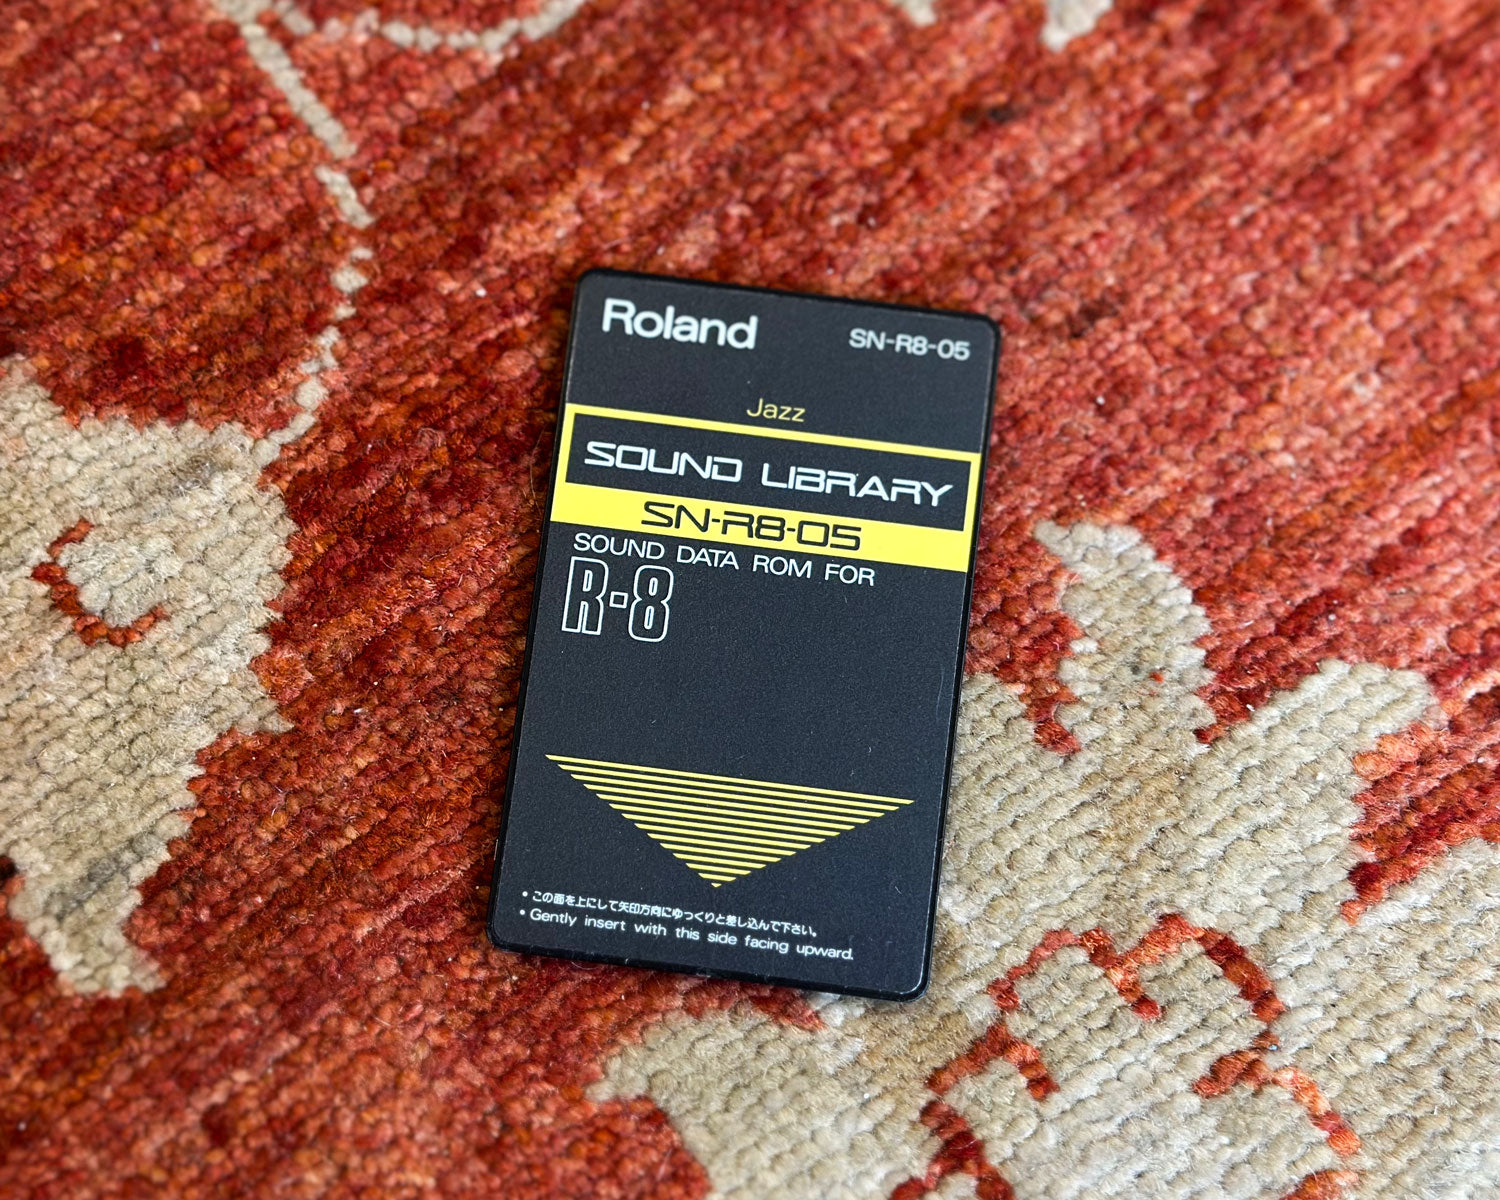 Roland
SN-R8-05
Jazz
SOUND LIBRARY
SN-R8-05
SOUND DATA ROM FOR
R-8
• この面を上にして矢印方向にゆっくりと差し込んで下さい。
• Gently insert with this side facing upward.